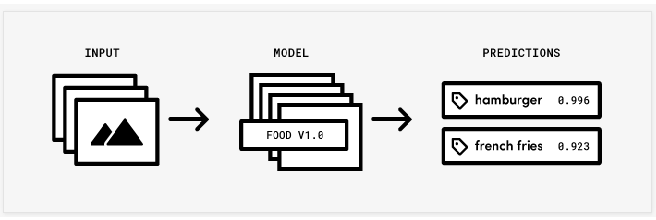 INPUT
MODEL
PREDICTIONS
FOOD V1.0
hamburger 0.996
french fries 0.923